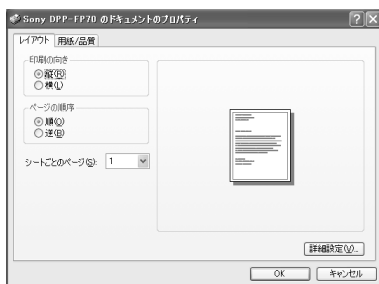 Sony DPP-FP70 のドキュメントのプロパティ
レイアウト 用紙/品質
印刷の向き
縦(R)
横(L)
ページの順序
順(O)
逆(B)
シートごとのページ(S): 1
詳細設定(V)...
OK キャンセル